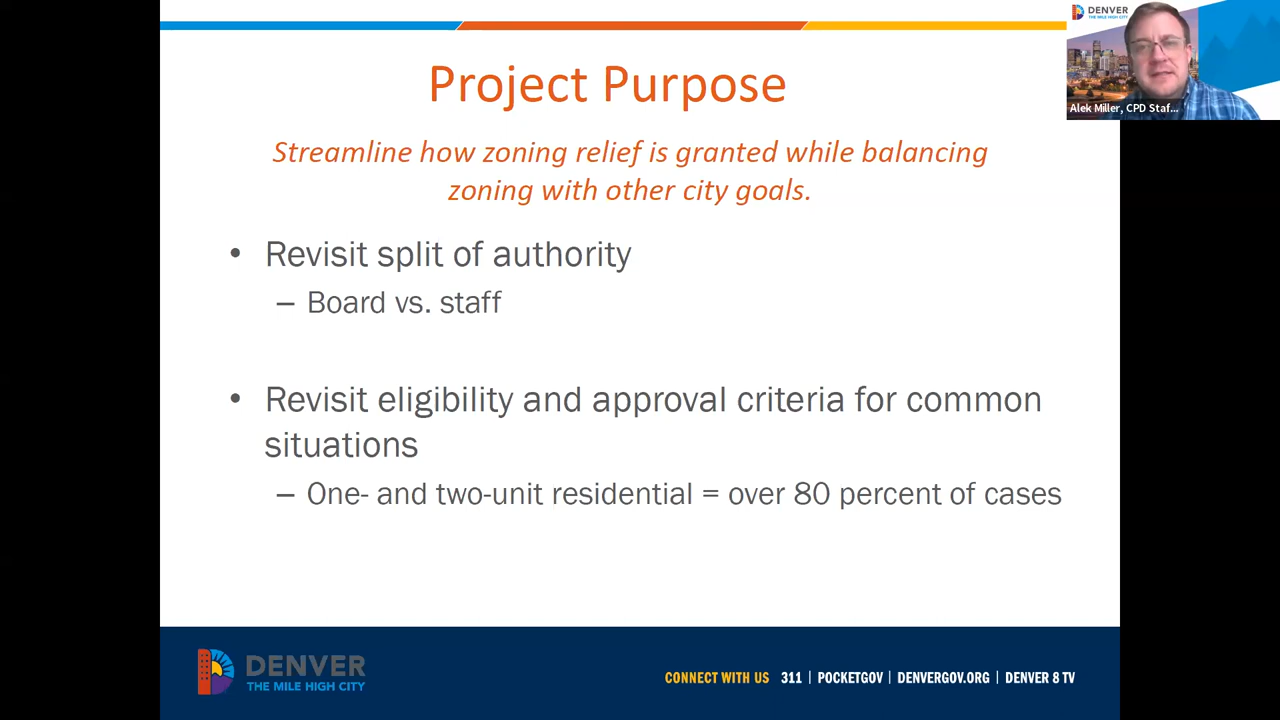 Project Purpose
Streamline how zoning relief is granted while balancing
zoning with other city goals.
• Revisit split of authority
– Board vs. staff
• Revisit eligibility and approval criteria for common
situations
– One- and two-unit residential = over 80 percent of cases
DENVER
THE MILE HIGH CITY
CONNECT WITH US 311 | POCKETGOV | DENVERGOV.ORG | DENVER 8 TV
DENVER
THE MILE HIGH CITY
Alek Miller, CPD Staf...